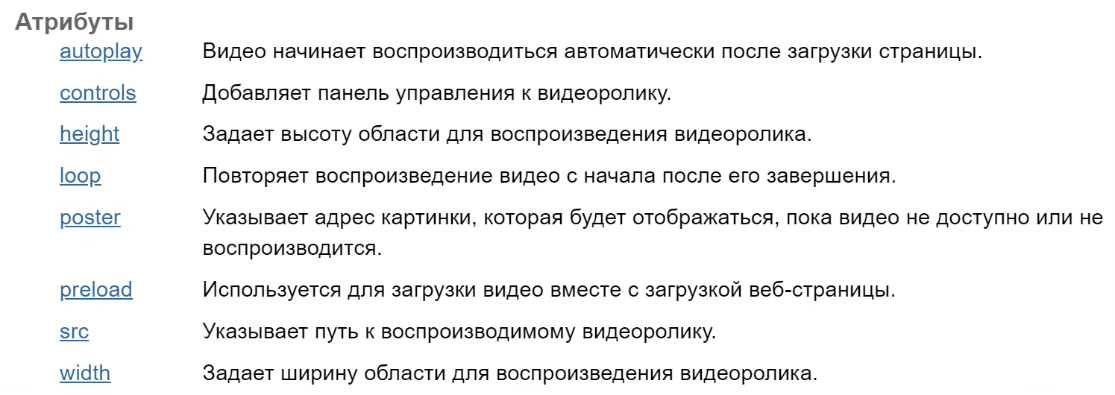 Атрибуты
autoplay Видео начинает воспроизводиться автоматически после загрузки страницы.
controls Добавляет панель управления к видеоролику.
height Задает высоту области для воспроизведения видеоролика.
loop Повторяет воспроизведение видео с начала после его завершения.
poster Указывает адрес картинки, которая будет отображаться, пока видео не доступно или не
воспроизводится.
preload Используется для загрузки видео вместе с загрузкой веб-страницы.
src Указывает путь к воспроизводимому видеоролику.
width Задает ширину области для воспроизведения видеоролика.